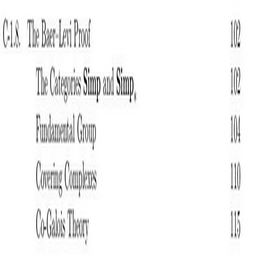 C-1.8. The Baer–Levi Proof 102
The Categories Simp and Simp* 102
Fundamental Group 104
Covering Complexes 110
Co-Galois Theory 115